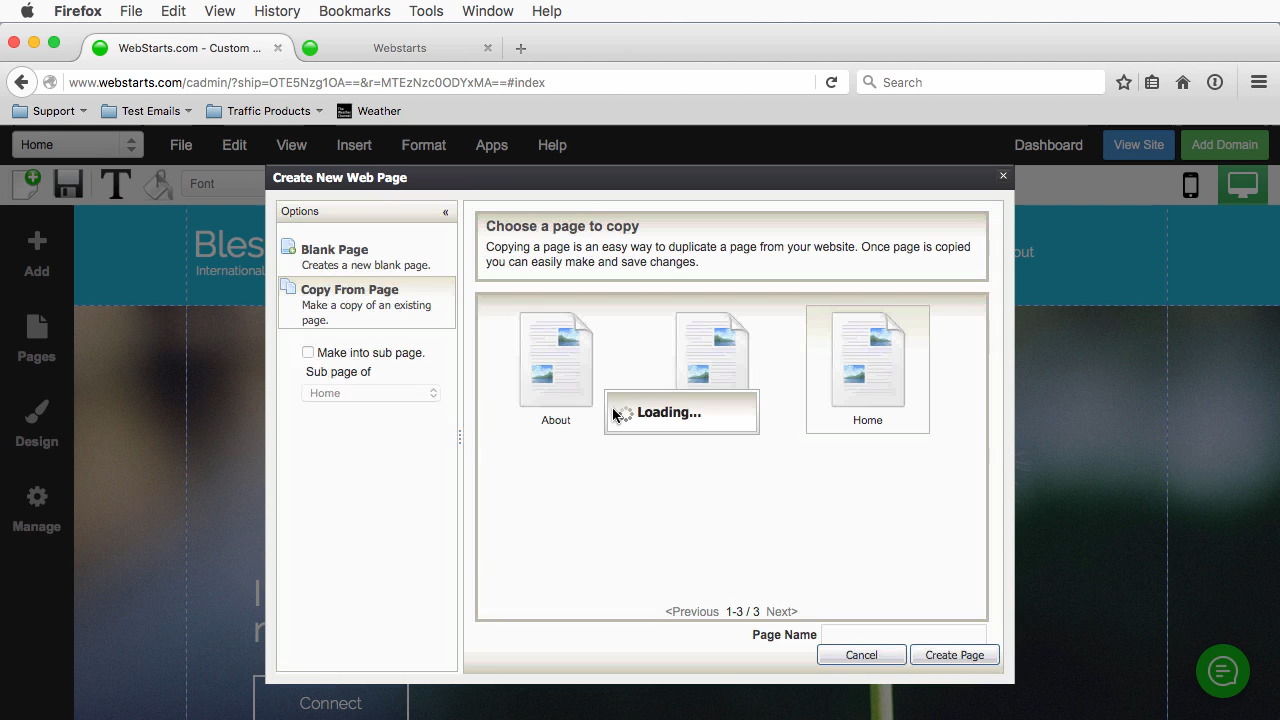 Firefox File Edit View History Bookmarks Tools Window Help
WebStarts.com - Custom ... Webstarts
www.webstarts.com/cadmin/?ship=OTE5Nzg1OA==&r=MTEzNzc0ODYxMA==#index Search
Support Test Emails Traffic Products Weather
Home File Edit View Insert Format Apps Help Dashboard View Site Add Domain
Font
Create New Web Page
Options
Blank Page
Creates a new blank page.
Copy From Page
Make a copy of an existing
page.
Make into sub page.
Sub page of
Home
Choose a page to copy
Copying a page is an easy way to duplicate a page from your website. Once page is copied
you can easily make and save changes.
About
Loading...
Home
<Previous 1-3 / 3 Next>
Page Name
Cancel Create Page
Add
Pages
Design
Manage
Bles
International
out
Connect